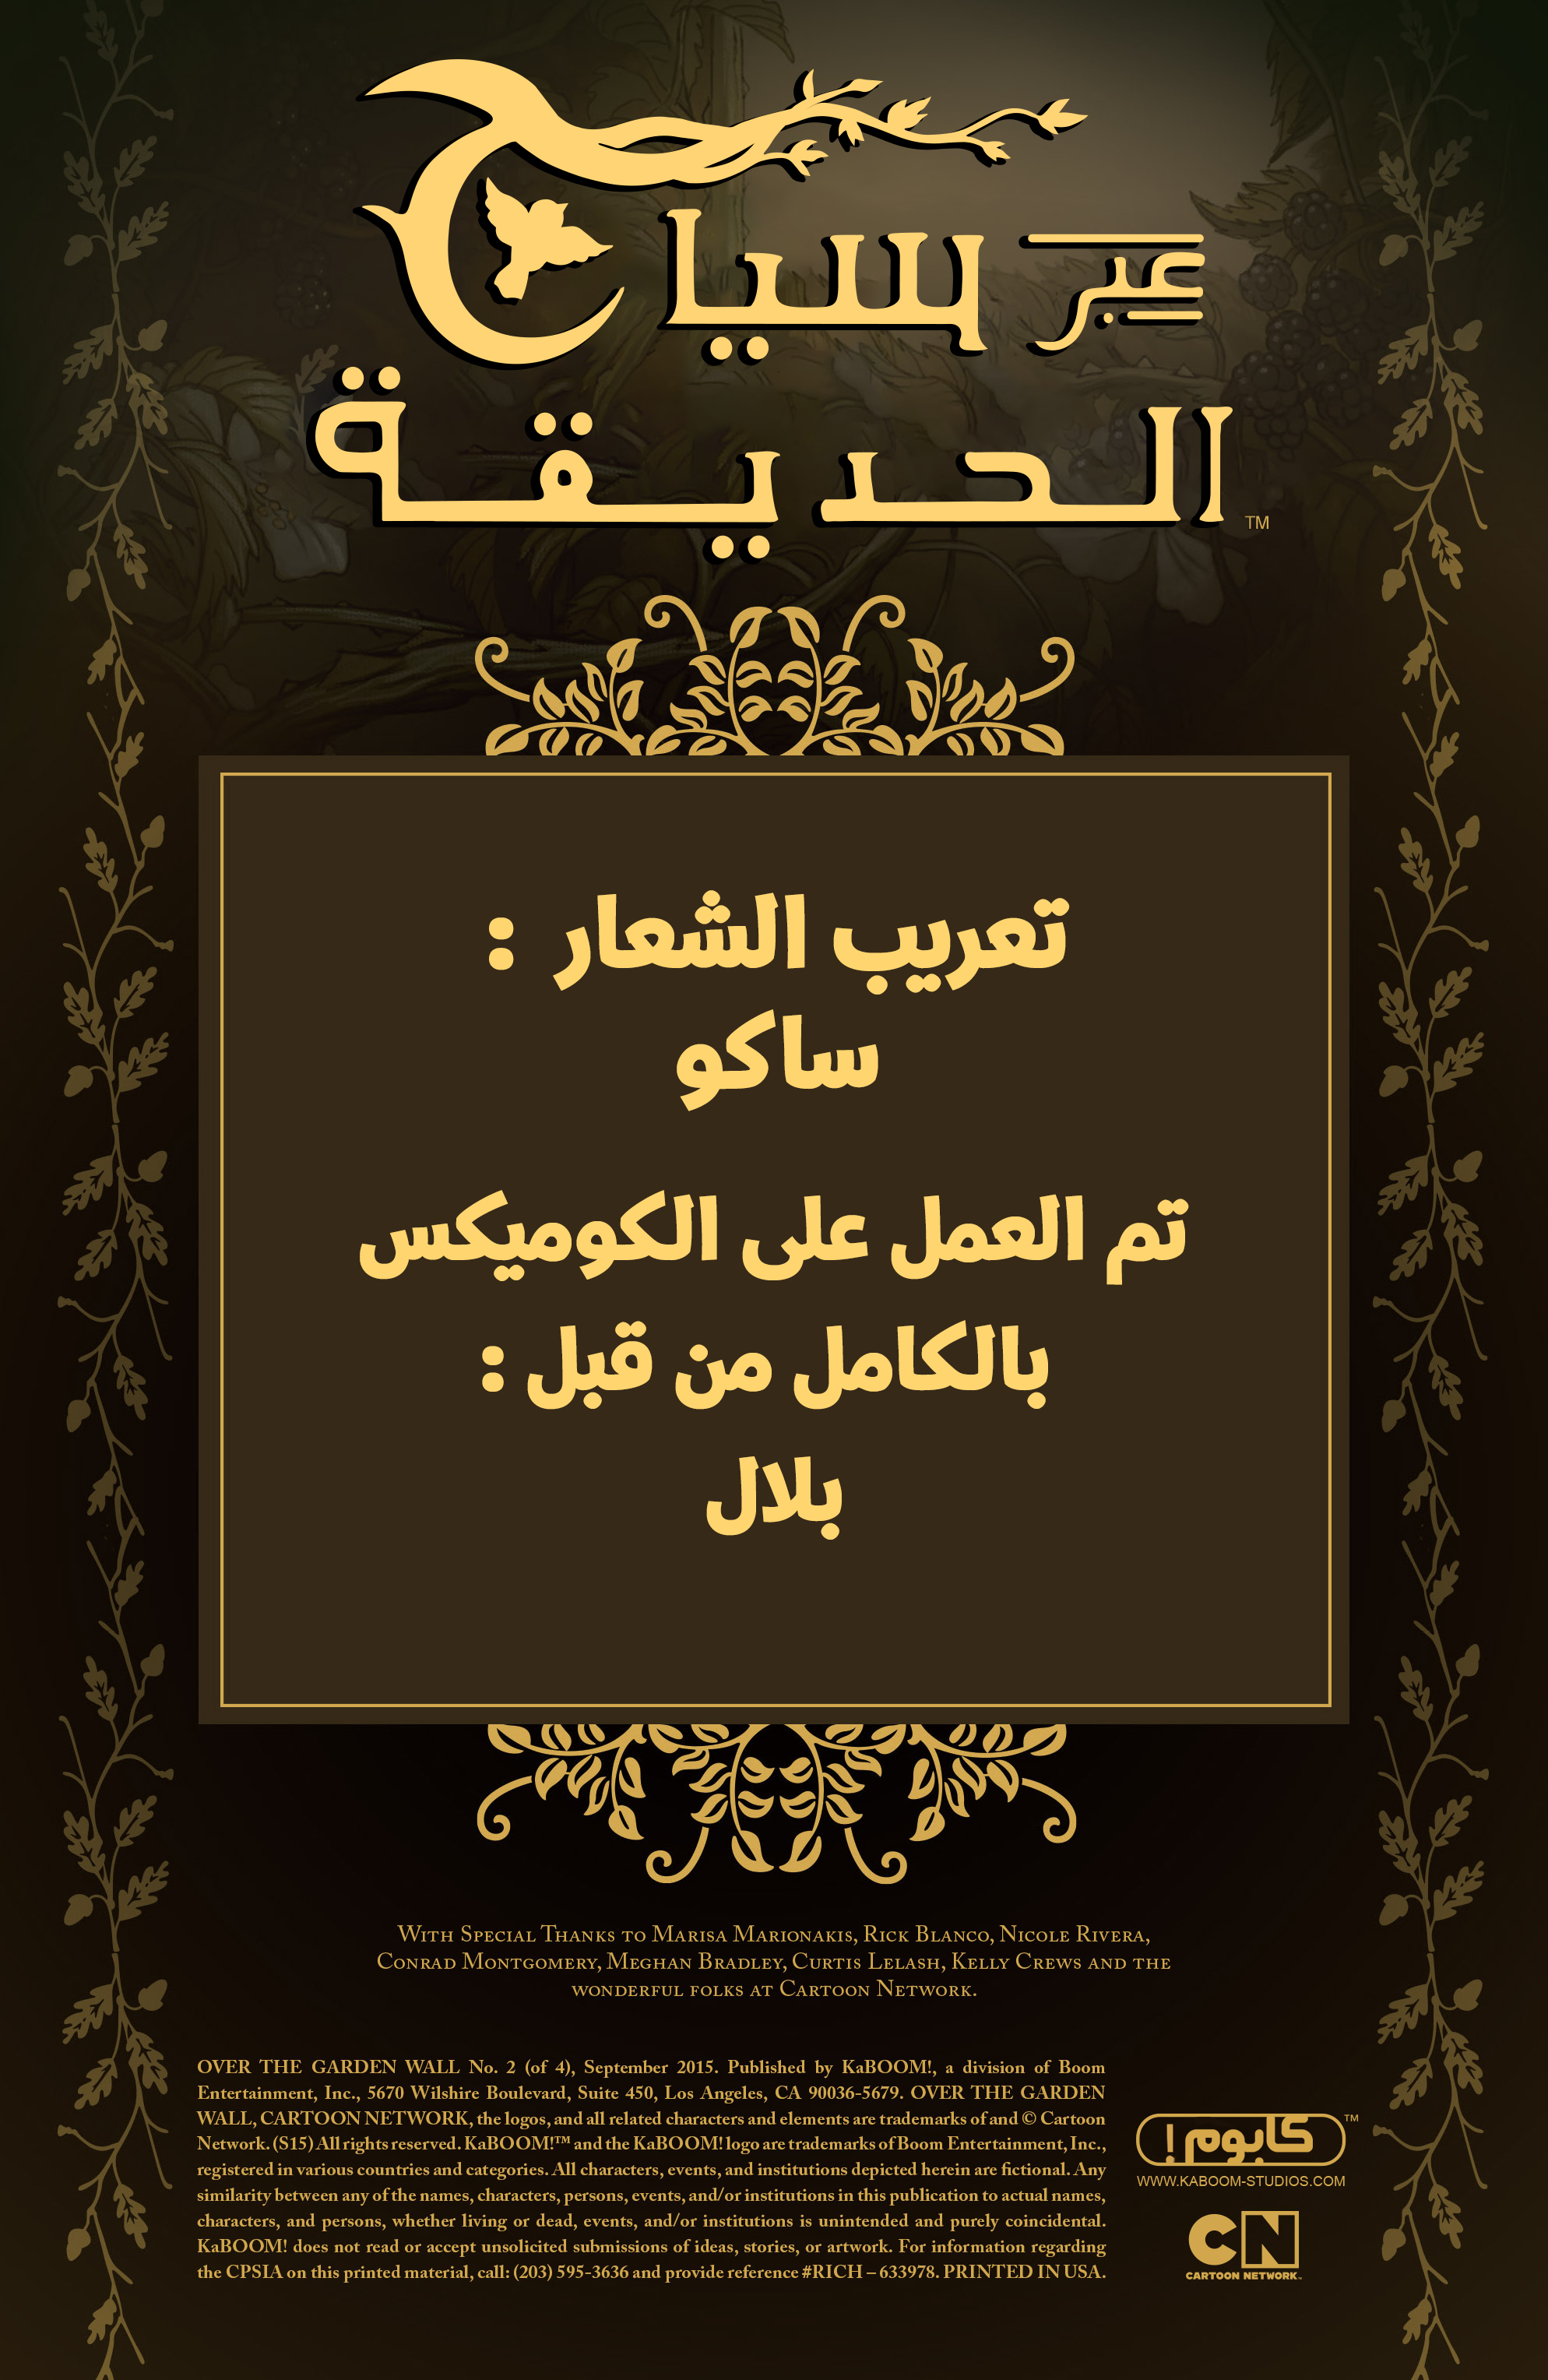 عبر سياج
الحديقة
TM
تعريب الشعار :
ساكو
تم العمل على الكوميكس
بالكامل من قبل :
بلال
With Special Thanks to Marisa Marionakis, Rick Blanco, Nicole Rivera,
Conrad Montgomery, Meghan Bradley, Curtis Lelash, Kelly Crews and the
wonderful folks at Cartoon Network.
OVER THE GARDEN WALL No. 2 (of 4), September 2015. Published by KaBOOM!, a division of Boom
Entertainment, Inc., 5670 Wilshire Boulevard, Suite 450, Los Angeles, CA 90036-5679. OVER THE GARDEN
WALL, CARTOON NETWORK, the logos, and all related characters and elements are trademarks of and © Cartoon
Network. (S15) All rights reserved. KaBOOM!™ and the KaBOOM! logo are trademarks of Boom Entertainment, Inc.,
registered in various countries and categories. All characters, events, and institutions depicted herein are fictional. Any
similarity between any of the names, characters, persons, events, and/or institutions in this publication to actual names,
characters, and persons, whether living or dead, events, and/or institutions is unintended and purely coincidental.
KaBOOM! does not read or accept unsolicited submissions of ideas, stories, or artwork. For information regarding
the CPSIA on this printed material, call: (203) 595-3636 and provide reference #RICH – 633978. PRINTED IN USA.
كابوم! ™
WWW.KABOOM-STUDIOS.COM
CN
CARTOON NETWORK™